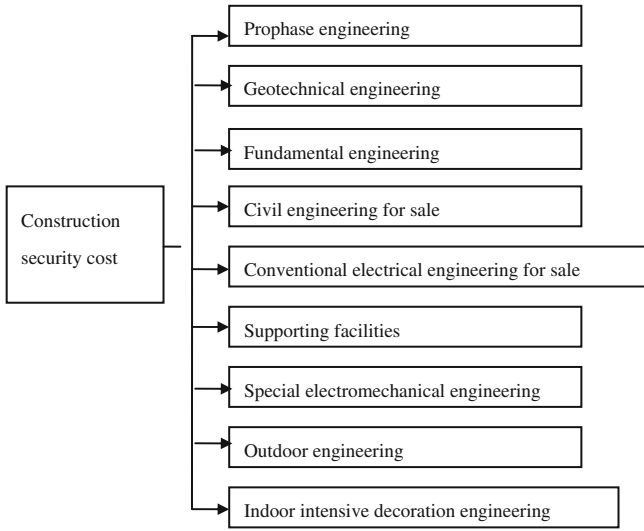 Prophase engineering
Geotechnical engineering
Fundamental engineering
Construction
security cost
Civil engineering for sale
Conventional electrical engineering for sale
Supporting facilities
Special electromechanical engineering
Outdoor engineering
Indoor intensive decoration engineering